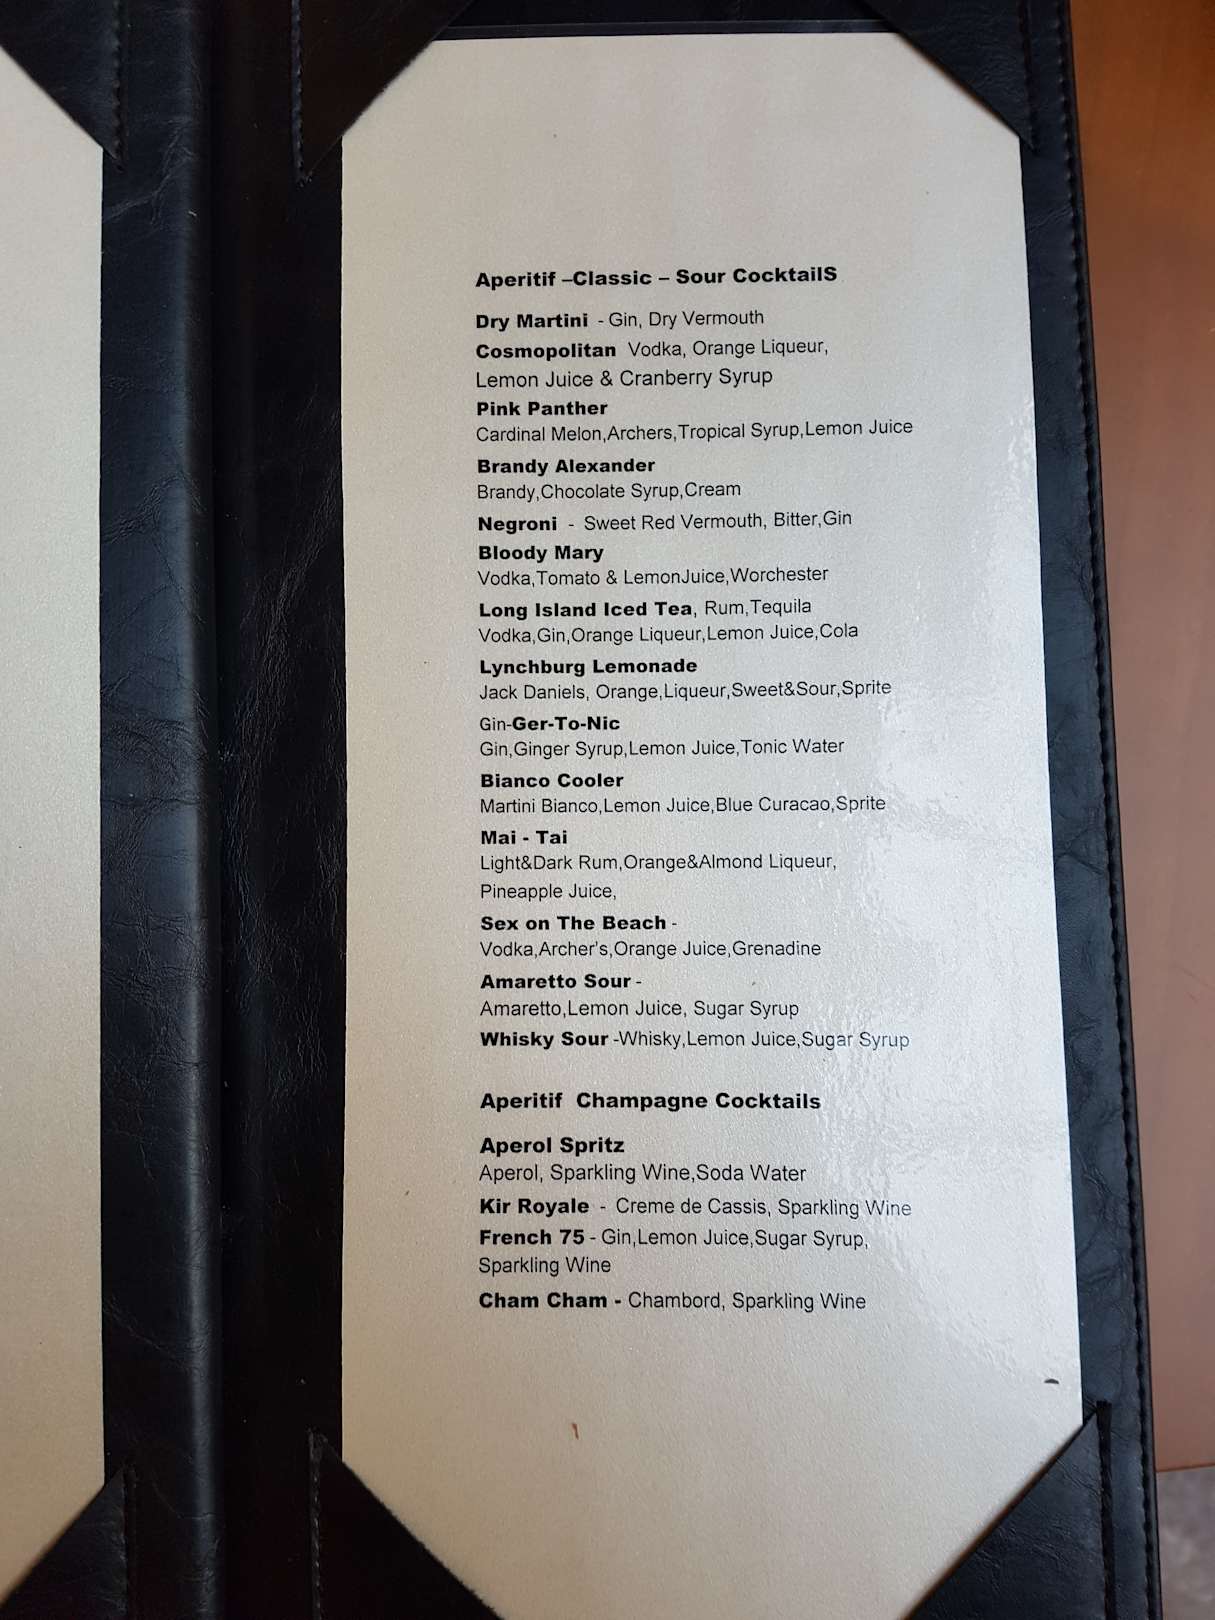 Aperitif –Classic – Sour CocktailS
Dry Martini - Gin, Dry Vermouth
Cosmopolitan Vodka, Orange Liqueur,
Lemon Juice & Cranberry Syrup
Pink Panther
Cardinal Melon,Archers,Tropical Syrup,Lemon Juice
Brandy Alexander
Brandy,Chocolate Syrup,Cream
Negroni - Sweet Red Vermouth, Bitter,Gin
Bloody Mary
Vodka,Tomato & LemonJuice,Worchester
Long Island Iced Tea, Rum,Tequila
Vodka,Gin,Orange Liqueur,Lemon Juice,Cola
Lynchburg Lemonade
Jack Daniels, Orange,Liqueur,Sweet&Sour,Sprite
Gin-Ger-To-Nic
Gin,Ginger Syrup,Lemon Juice,Tonic Water
Bianco Cooler
Martini Bianco,Lemon Juice,Blue Curacao,Sprite
Mai - Tai
Light&Dark Rum,Orange&Almond Liqueur,
Pineapple Juice,
Sex on The Beach -
Vodka,Archer's,Orange Juice,Grenadine
Amaretto Sour -
Amaretto,Lemon Juice, Sugar Syrup
Whisky Sour -Whisky,Lemon Juice,Sugar Syrup
Aperitif Champagne Cocktails
Aperol Spritz
Aperol, Sparkling Wine,Soda Water
Kir Royale - Creme de Cassis, Sparkling Wine
French 75 - Gin,Lemon Juice,Sugar Syrup,
Sparkling Wine
Cham Cham - Chambord, Sparkling Wine